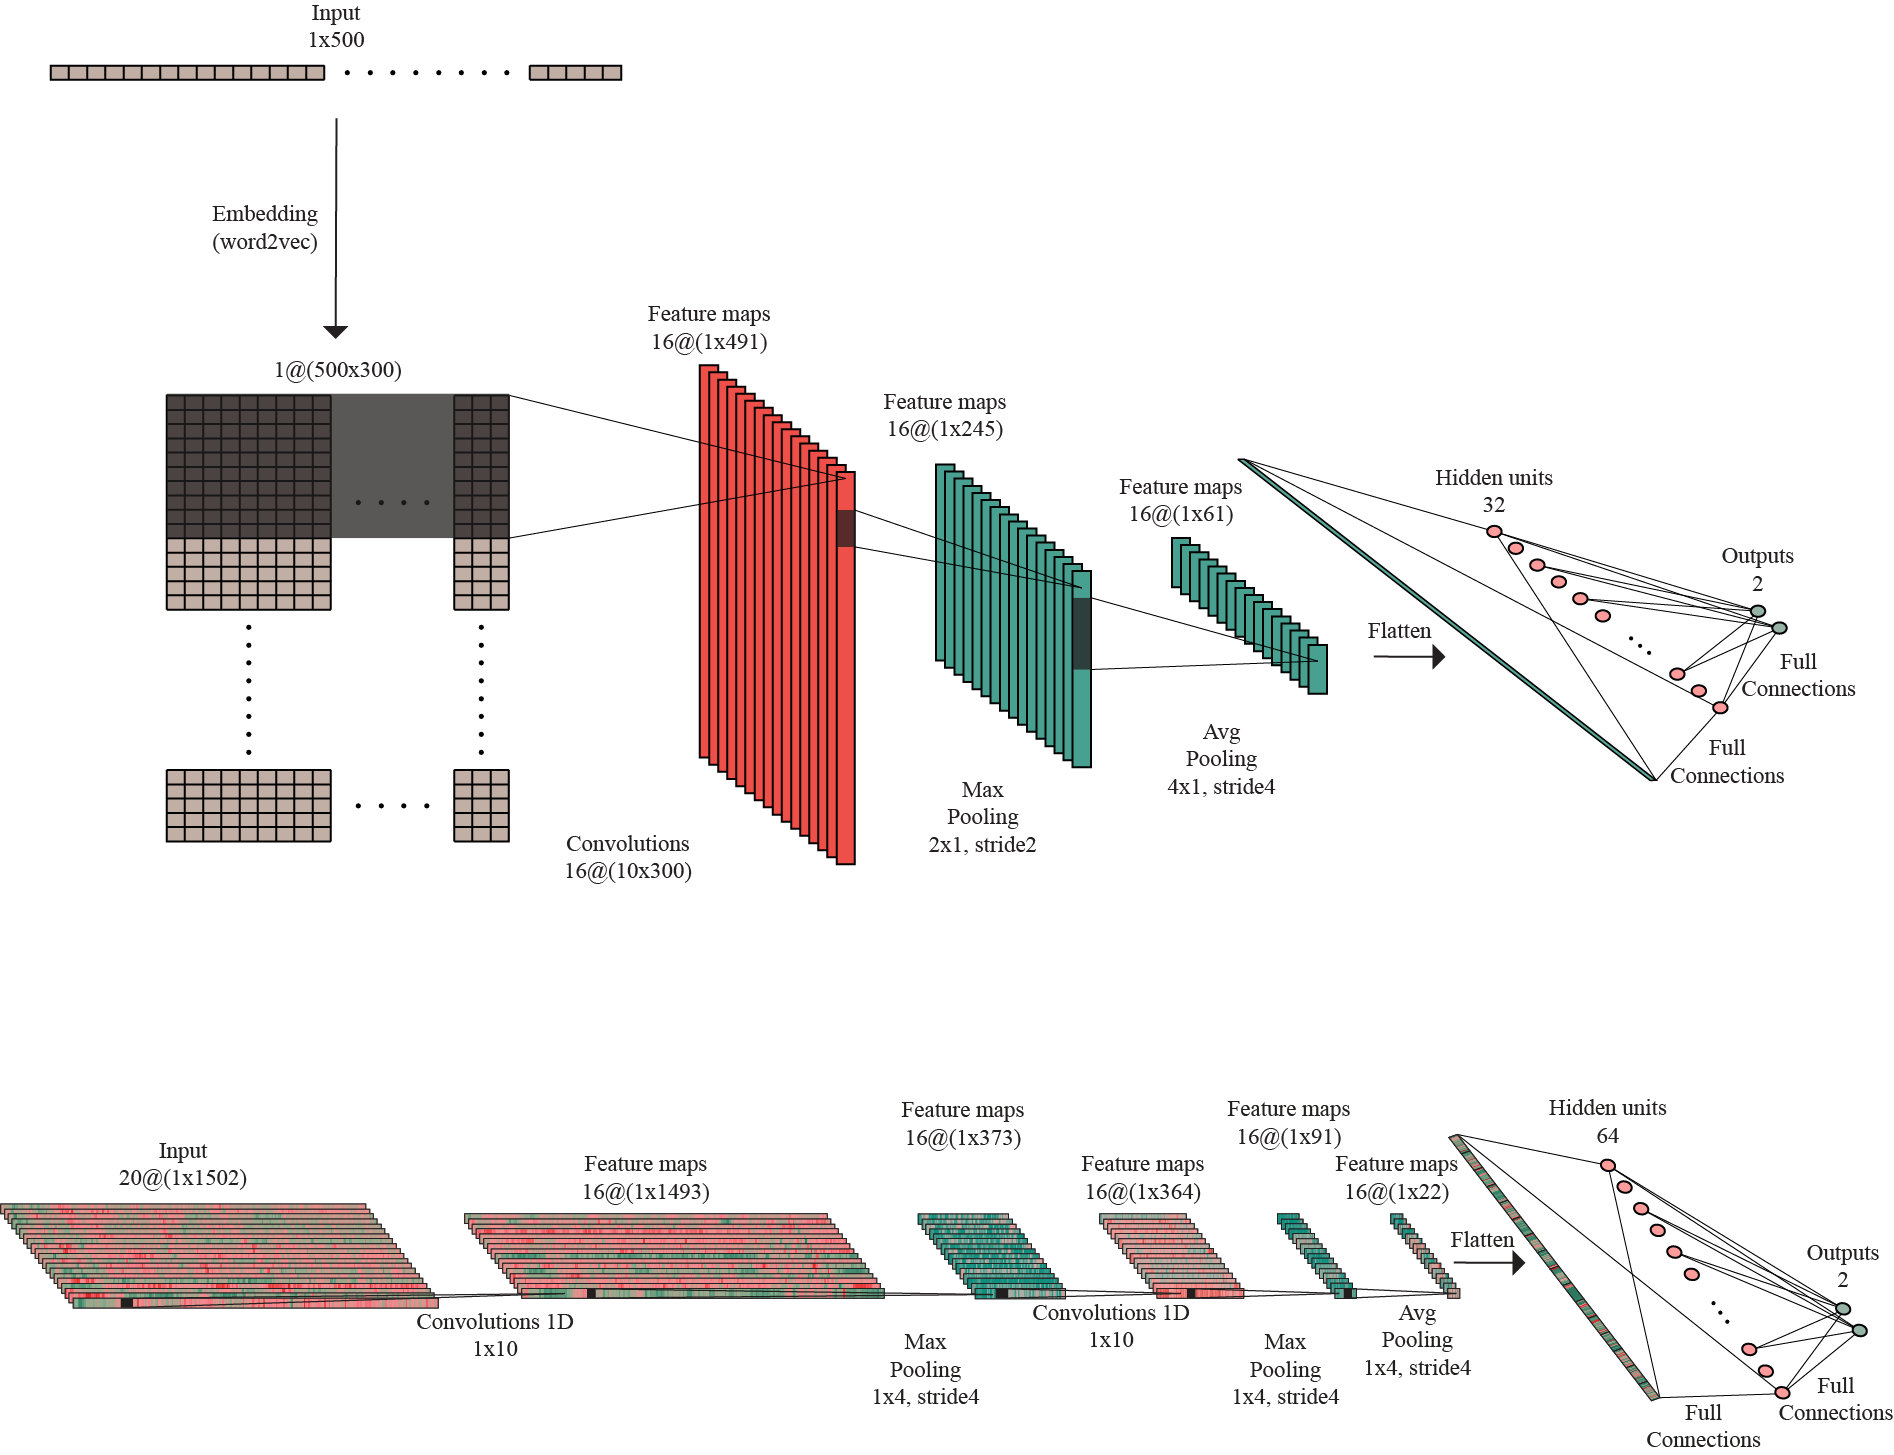 Input
1x500
Embedding
(word2vec)
1@(500x300)
Feature maps
16@(1x491)
Convolutions
16@(10x300)
Feature maps
16@(1x245)
Max
Pooling
2x1, stride2
Feature maps
16@(1x61)
Avg
Pooling
4x1, stride4
Flatten
Hidden units
32
Outputs
2
Full
Connections
Full
Connections
Input
20@(1x1502)
Convolutions 1D
1x10
Feature maps
16@(1x1493)
Max
Pooling
1x4, stride4
Feature maps
16@(1x373)
Convolutions 1D
1x10
Feature maps
16@(1x364)
Max
Pooling
1x4, stride4
Feature maps
16@(1x91)
Avg
Pooling
1x4, stride4
Feature maps
16@(1x22)
Flatten
Hidden units
64
Outputs
2
Full
Connections
Full
Connections